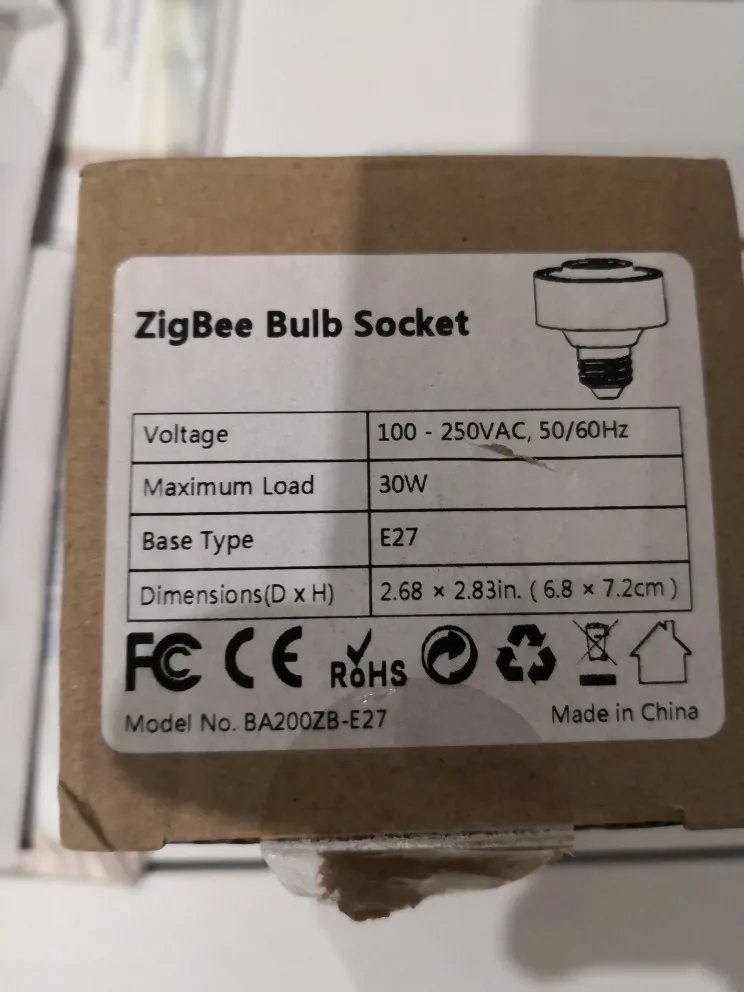 ZigBee Bulb Socket
Voltage 100 - 250VAC, 50/60Hz
Maximum Load 30W
Base Type E27
Dimensions(D x H) 2.68 × 2.83in. ( 6.8 × 7.2cm )
FC CE RoHS
Model No. BA200ZB-E27 Made in China